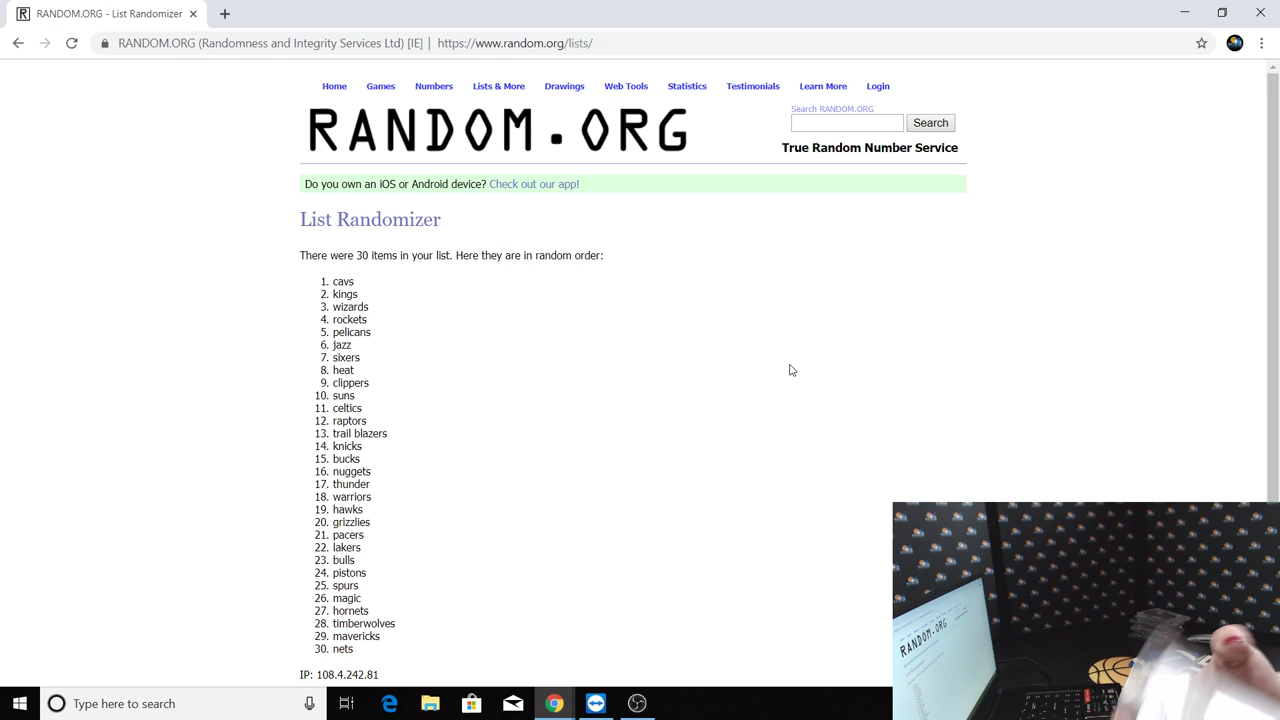 RANDOM.ORG - List Randomizer
RANDOM.ORG (Randomness and Integrity Services Ltd) [IE] | https://www.random.org/lists/
Home Games Numbers Lists & More Drawings Web Tools Statistics Testimonials Learn More Login
RANDOM.ORG
Search RANDOM.ORG
Search
True Random Number Service
Do you own an iOS or Android device? Check out our app!
List Randomizer
There were 30 items in your list. Here they are in random order:
1. cavs
2. kings
3. wizards
4. rockets
5. pelicans
6. jazz
7. sixers
8. heat
9. clippers
10. suns
11. celtics
12. raptors
13. trail blazers
14. knicks
15. bucks
16. nuggets
17. thunder
18. warriors
19. hawks
20. grizzlies
21. pacers
22. lakers
23. bulls
24. pistons
25. spurs
26. magic
27. hornets
28. timberwolves
29. mavericks
30. nets
IP: 108.4.242.81
Type here to search
RANDOM.ORG